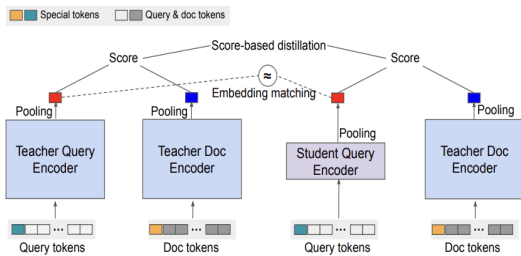 Special tokens
Query & doc tokens
Score-based distillation
Score
Score
≈
Embedding matching
Pooling
Pooling
Pooling
Pooling
Teacher Query
Encoder
Teacher Doc
Encoder
Student Query
Encoder
Teacher Doc
Encoder
...
...
...
...
Query tokens
Doc tokens
Query tokens
Doc tokens